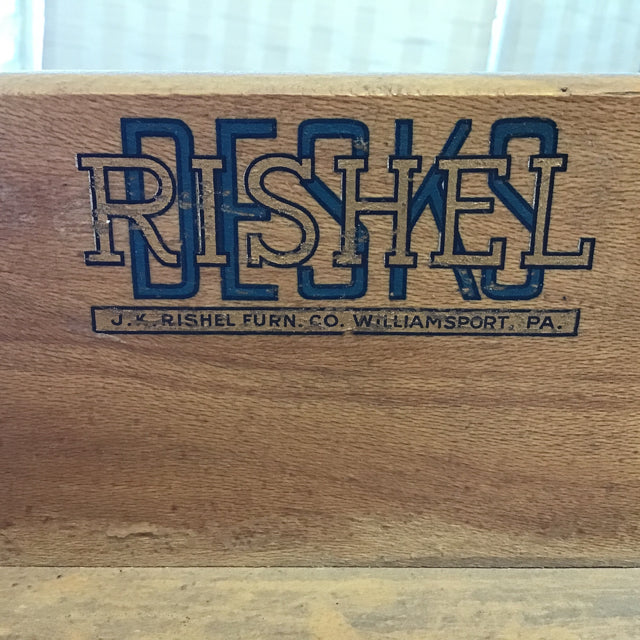 DESKS
RISHEL
J.K. RISHEL FURN. CO. WILLIAMSPORT, PA.